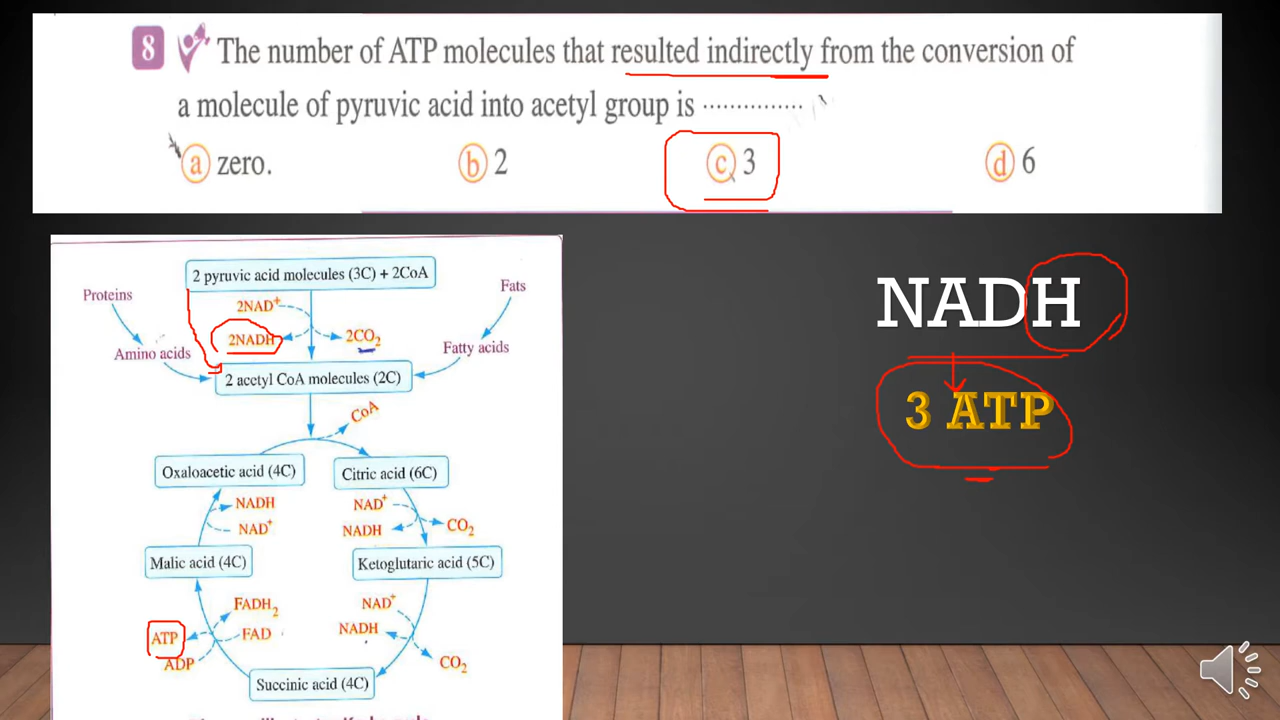 8 The number of ATP molecules that resulted indirectly from the conversion of
a molecule of pyruvic acid into acetyl group is ...............
a zero. b 2 c 3 d 6
2 pyruvic acid molecules (3C) + 2CoA
Proteins
Fats
2NAD+
2NADH
2CO2
Amino acids
Fatty acids
2 acetyl CoA molecules (2C)
CoA
Oxaloacetic acid (4C)
Citric acid (6C)
NADH
NAD+
NAD+
NADH
CO2
Malic acid (4C)
Ketoglutaric acid (5C)
FADH2
FAD
ATP
ADP
NAD+
NADH
CO2
Succinic acid (4C)
NADH
3 ATP